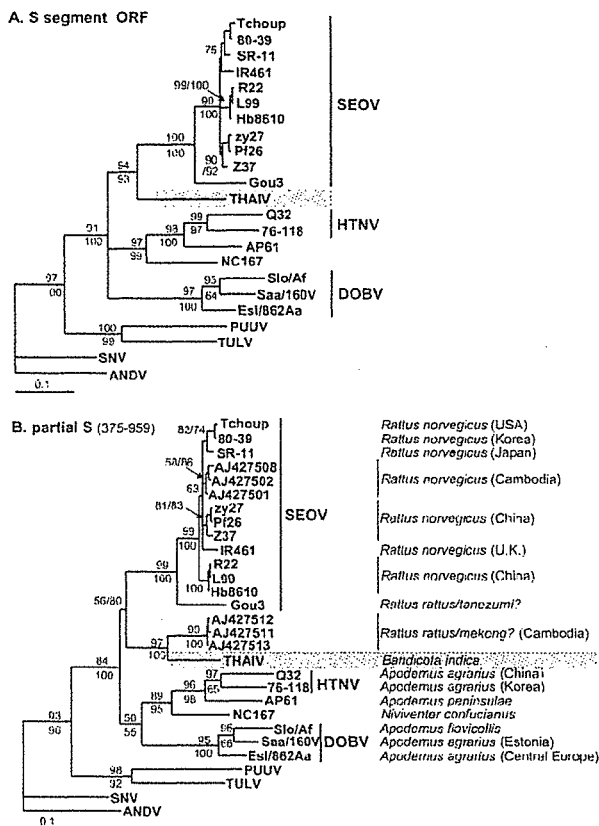 A. S segment ORF
Tchoup
80-39
75
SR-11
IR461
99/100
R22
90
L99
SEOV
100
Hb8610
100
zy27
100
90
Pf26
/92
Z37
94
Gou3
93
THAIV
99
Q32
91
93
97
76-118
HTNV
100
97
100
AP61
99
NC167
97
95
Slo/Af
97
64
Saa/160V
DOBV
100
Esl/862Aa
100
PUUV
99
TULV
SNV
ANDV
0.1
B. partial S (375-959)
Tchoup Rattus norvegicus (USA)
80-39 Rattus norvegicus (Korea)
SR-11 Rattus norvegicus (Japan)
AJ427508
AJ427502 Rattus norvegicus (Cambodia)
63
AJ427501
81/83
zy27
SEOV
Pf26 Rattus norvegicus (China)
99
Z37
100
IR461 Rattus norvegicus (U.K.)
99
R22
100
L99 Rattus norvegicus (China)
100
Hb8610
Gou3 Rattus rattus/tanezumi?
56/80
AJ427512
90
AJ427511 Rattus rattus/mekong? (Cambodia)
97
100
AJ427513
100
THAIV Bandicota indica
84
97
Q32 Apodemus agrarius (China)
100
96
65
76-118 HTNV Apodemus agrarius (Korea)
89
98
AP61 Apodemus peninsulae
95
NC167 Niviventer confucianus
96
Slo/Af Apodemus flavicollis
95
66
Saa/160V DOBV Apodemus agrarius (Estonia)
100
Esl/862Aa Apodemus agrarius (Central Europe)
98
PUUV
92
TULV
SNV
ANDV
0.1